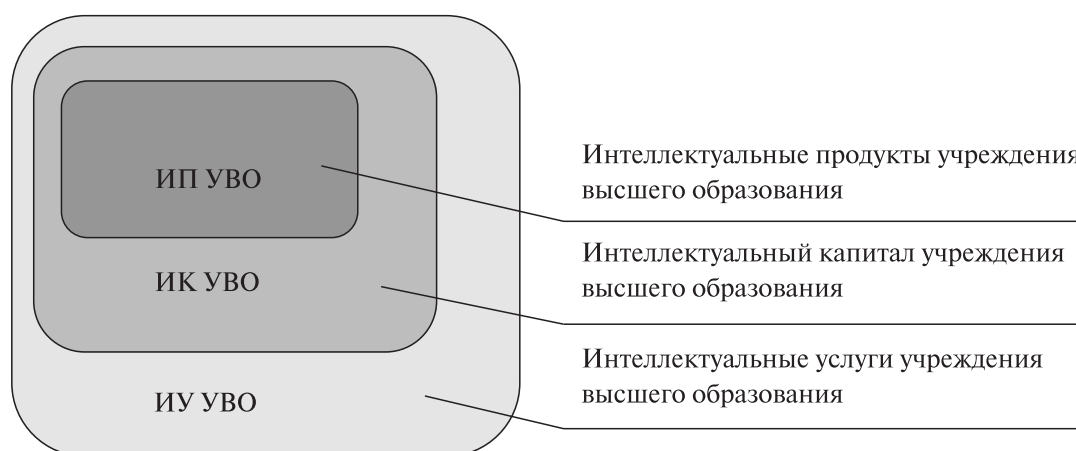 ИП УВО
ИК УВО
ИУ УВО
Интеллектуальные продукты учреждения
высшего образования
Интеллектуальный капитал учреждения
высшего образования
Интеллектуальные услуги учреждения
высшего образования